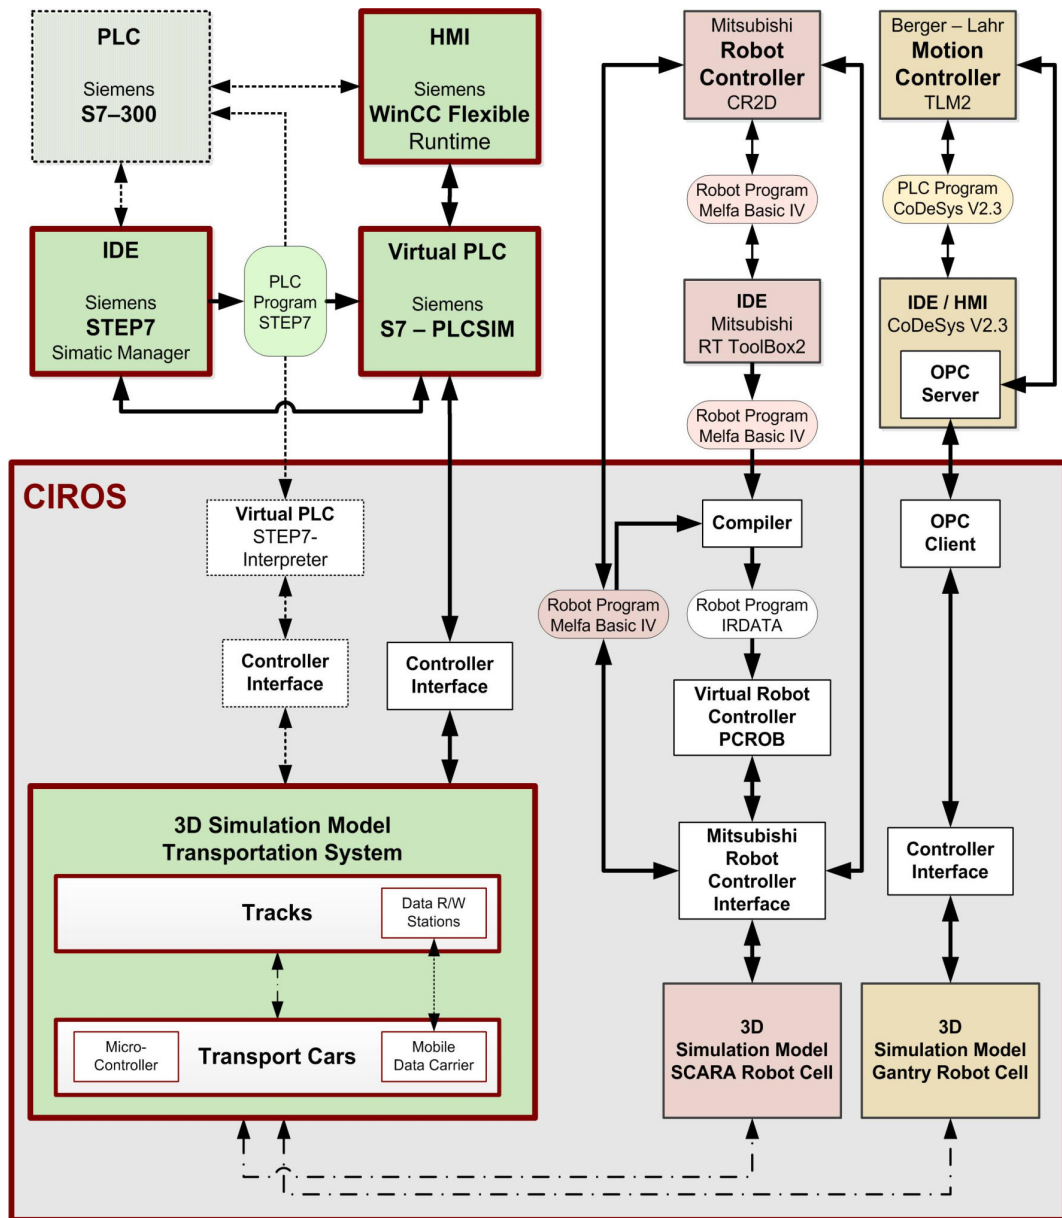 PLC
Siemens
S7–300
HMI
Siemens
WinCC Flexible
Runtime
Mitsubishi
Robot
Controller
CR2D
Berger – Lahr
Motion
Controller
TLM2
Robot Program
Melfa Basic IV
PLC Program
CoDeSys V2.3
IDE
Siemens
STEP7
Simatic Manager
PLC
Program
STEP7
Virtual PLC
Siemens
S7 – PLCSIM
IDE
Mitsubishi
RT ToolBox2
IDE / HMI
CoDeSys V2.3
OPC
Server
Robot Program
Melfa Basic IV
CIROS
Virtual PLC
STEP7-
Interpreter
Compiler
OPC
Client
Robot Program
Melfa Basic IV
Robot Program
IRDATA
Controller
Interface
Controller
Interface
Virtual Robot
Controller
PCROB
3D Simulation Model
Transportation System
Mitsubishi
Robot
Controller
Interface
Controller
Interface
Tracks
Data R/W
Stations
Micro-
Controller
Transport Cars
Mobile
Data Carrier
3D
Simulation Model
SCARA Robot Cell
3D
Simulation Model
Gantry Robot Cell